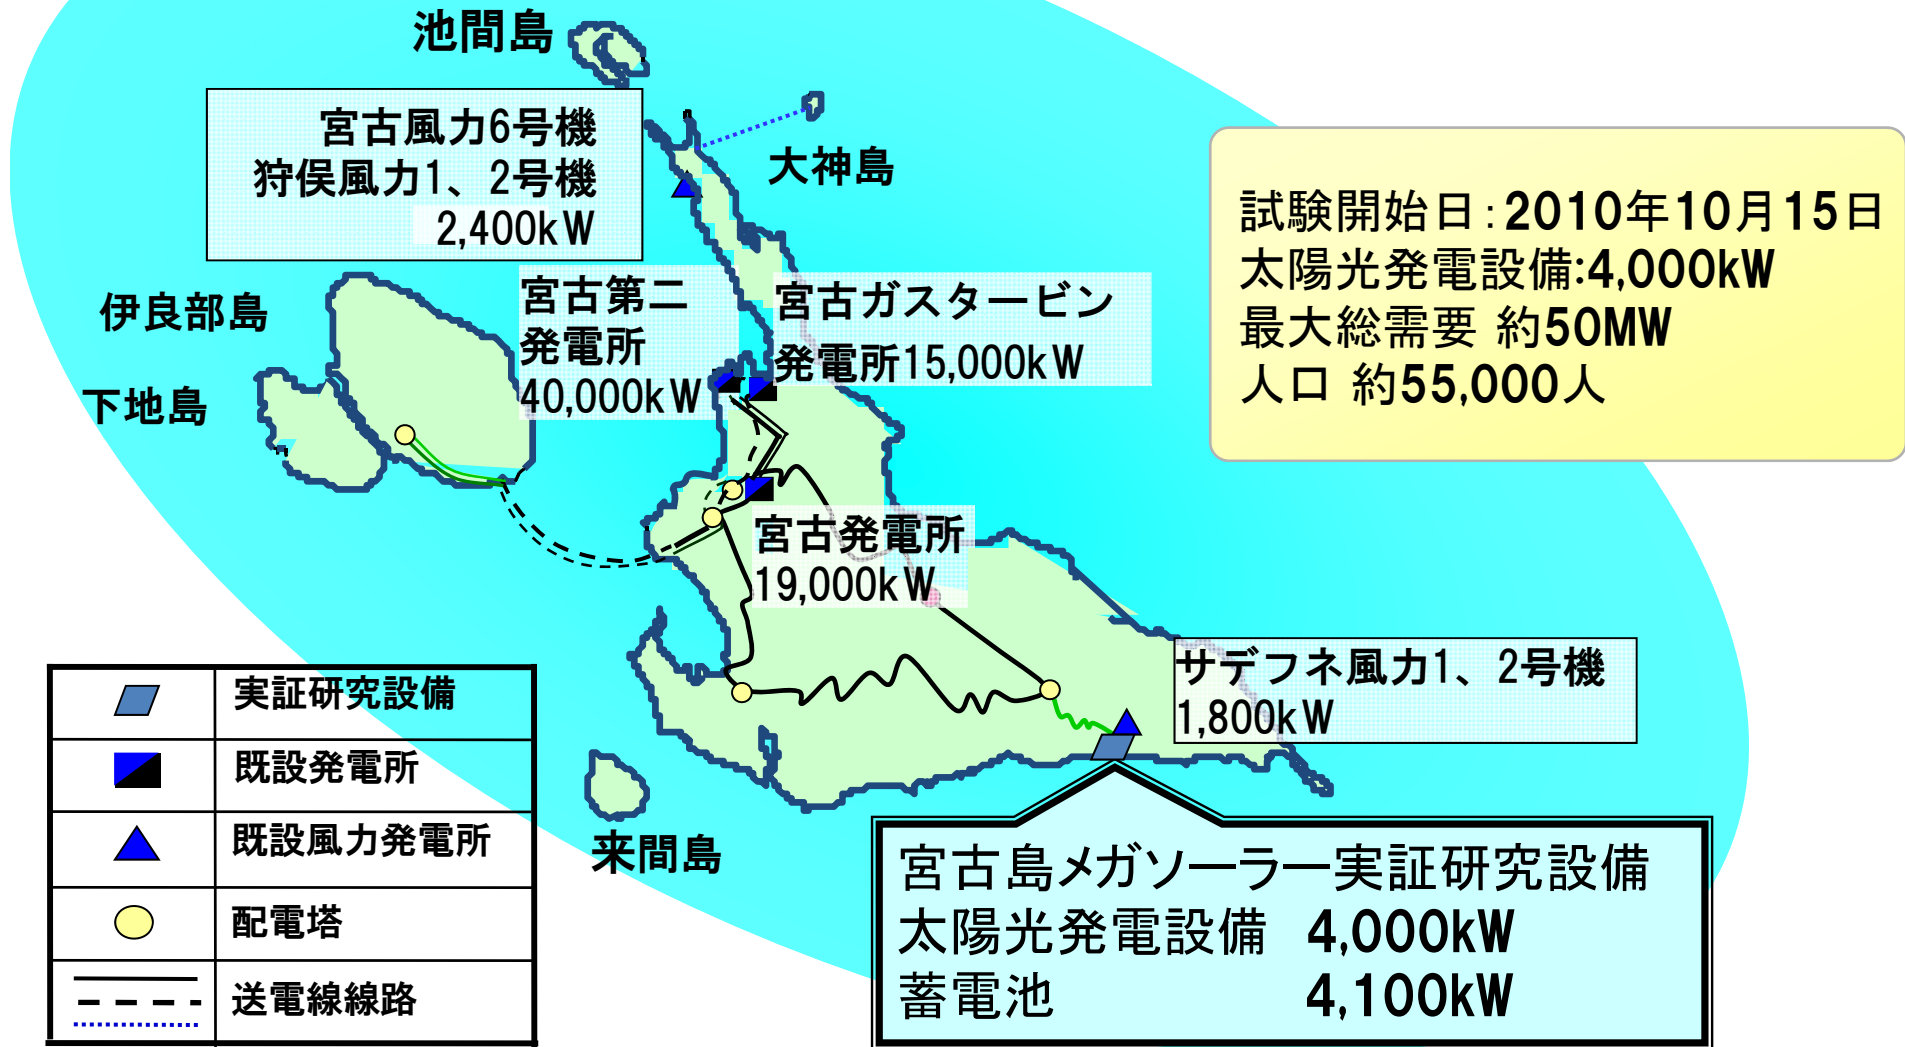 池間島
宮古風力6号機
狩俣風力1、2号機
2,400kW
大神島
試験開始日:2010年10月15日
太陽光発電設備:4,000kW
最大総需要 約50MW
人口 約55,000人
伊良部島
下地島
宮古第二
発電所
40,000kW
宮古ガスタービン
発電所15,000kW
宮古発電所
19,000kW
サデフネ風力1、2号機
1,800kW
来間島
実証研究設備
既設発電所
既設風力発電所
配電塔
送電線線路
宮古島メガソーラー実証研究設備
太陽光発電設備 4,000kW
蓄電池 4,100kW